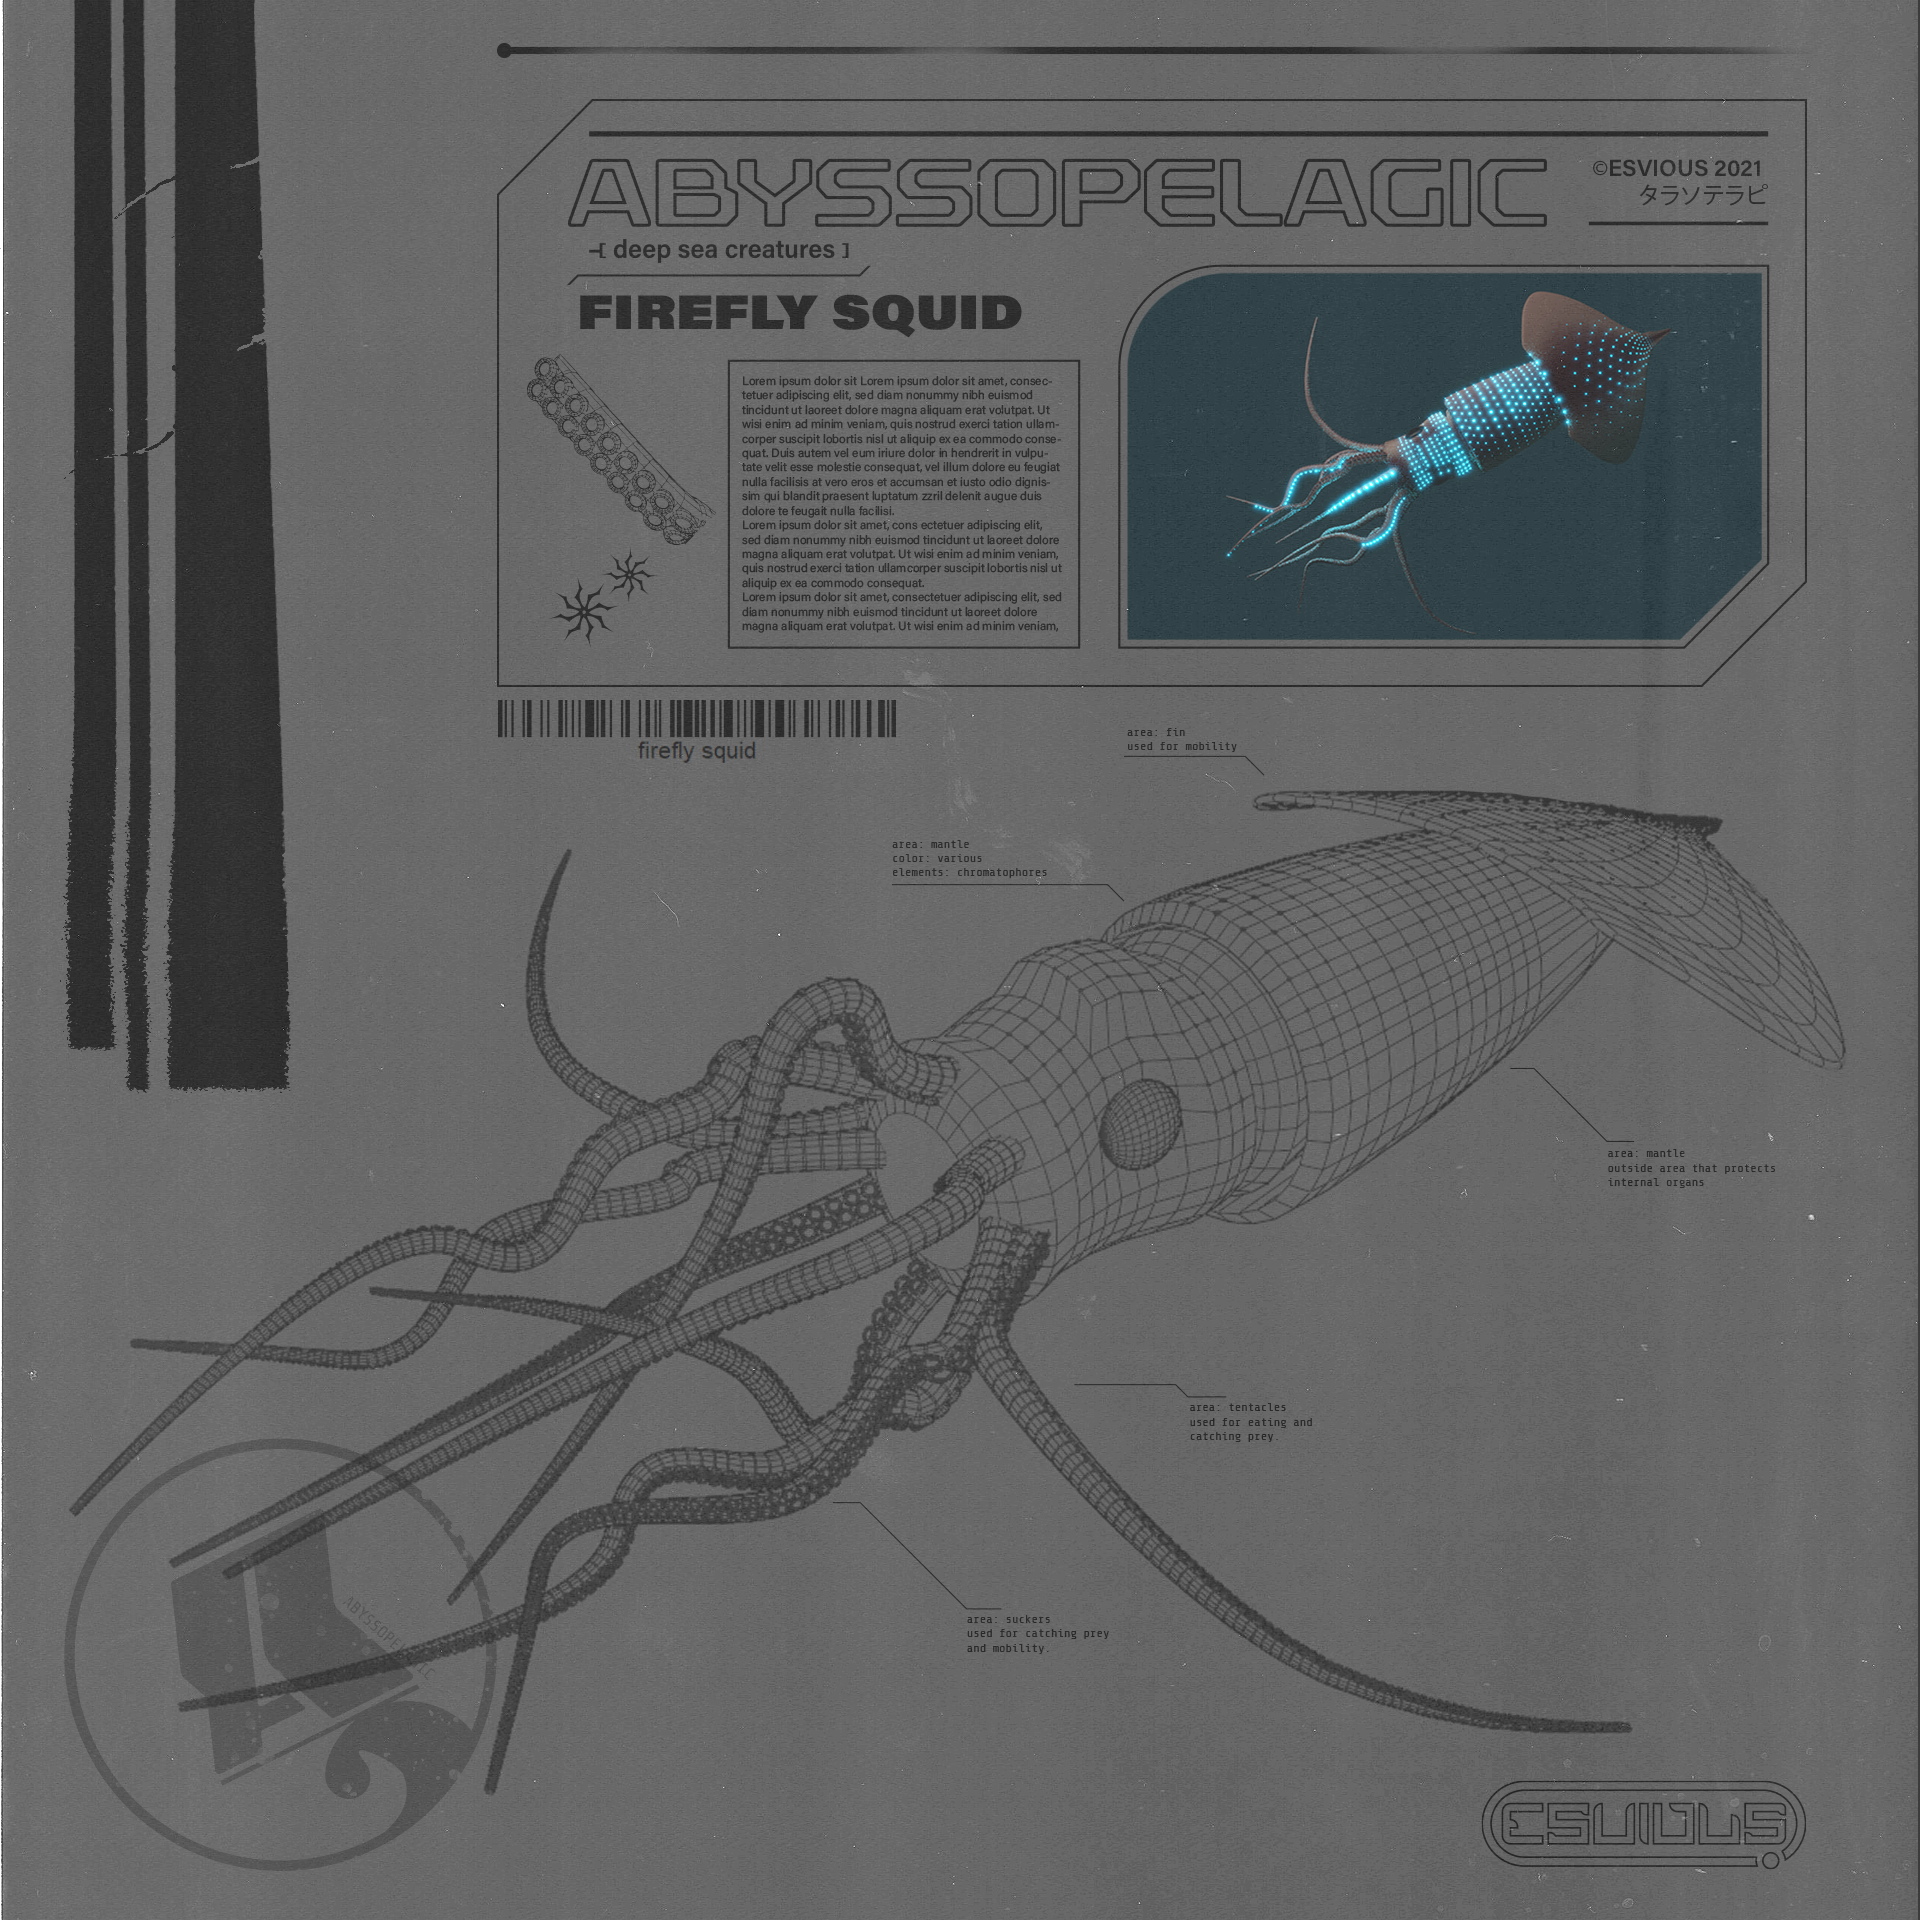 ABYSSOPELAGIC
©ESVIOUS 2021
タラソテラピ
[ deep sea creatures ]
FIREFLY SQUID
Lorem ipsum dolor sit Lorem ipsum dolor sit amet, consec-
tetuer adipiscing elit, sed diam nonummy nibh euismod
tincidunt ut laoreet dolore magna aliquam erat volutpat. Ut
wisi enim ad minim veniam, quis nostrud exerci tation ullam-
corper suscipit lobortis nisl ut aliquip ex ea commodo conse-
quat. Duis autem vel eum iriure dolor in hendrerit in vulpu-
tate velit esse molestie consequat, vel illum dolore eu feugiat
nulla facilisis at vero eros et accumsan et iusto odio dignis-
sim qui blandit praesent luptatum zzril delenit augue duis
dolore te feugait nulla facilisi.
Lorem ipsum dolor sit amet, cons ectetuer adipiscing elit,
sed diam nonummy nibh euismod tincidunt ut laoreet dolore
magna aliquam erat volutpat. Ut wisi enim ad minim veniam,
quis nostrud exerci tation ullamcorper suscipit lobortis nisl ut
aliquip ex ea commodo consequat.
Lorem ipsum dolor sit amet, consectetuer adipiscing elit, sed
diam nonummy nibh euismod tincidunt ut laoreet dolore
magna aliquam erat volutpat. Ut wisi enim ad minim veniam,
firefly squid
area: fin
used for mobility
area: mantle
color: various
elements: chromatophores
area: mantle
outside area that protects
internal organs
area: tentacles
used for eating and
catching prey.
area: suckers
used for catching prey
and mobility.
ABYSSOPELAGIC
ESVIOUS